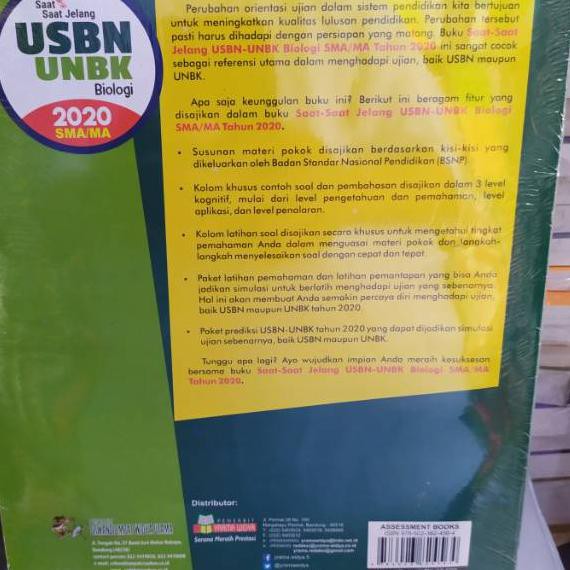 Saat
Saat Jelang
USBN
UNBK
Biologi
2020
SMA/MA
Perubahan orientasi ujian dalam sistem pendidikan kita bertujuan
untuk meningkatkan kualitas lulusan pendidikan. Perubahan tersebut
pasti harus dihadapi dengan persiapan yang matang. Buku Saat-Saat
Jelang USBN-UNBK Biologi SMA/MA Tahun 2020 ini sangat cocok
sebagai referensi utama dalam menghadapi ujian, baik USBN maupun
UNBK.
Apa saja keunggulan buku ini? Berikut ini beragam fitur yang
disajikan dalam buku Saat-Saat Jelang USBN-UNBK Biologi
SMA/MA Tahun 2020.
• Susunan materi pokok disajikan berdasarkan kisi-kisi yang
dikeluarkan oleh Badan Standar Nasional Pendidikan (BSNP).
• Kolom khusus contoh soal dan pembahasan disajikan dalam 3 level
kognitif, mulai dari level pengetahuan dan pemahaman, level
aplikasi, dan level penalaran.
• Kolom latihan soal disajikan secara khusus untuk mengetahui tingkat
pemahaman Anda dalam menguasai materi pokok dan langkah-
langkah menyelesaikan soal dengan cepat dan tepat.
• Paket latihan pemahaman dan latihan pemantapan yang bisa Anda
jadikan simulasi untuk berlatih menghadapi ujian yang sebenarnya.
Hal ini akan membuat Anda semakin percaya diri menghadapi ujian,
baik USBN maupun UNBK tahun 2020.
• Paket prediksi USBN-UNBK tahun 2020 yang dapat dijadikan simulasi
ujian sebenarnya, baik USBN maupun UNBK.
Tunggu apa lagi? Ayo wujudkan impian Anda meraih kesuksesan
bersama buku Saat-Saat Jelang USBN-UNBK Biologi SMA/MA
Tahun 2020.
Distributor:
PENERBIT
YRAMA WIDYA
Sarana Meraih Prestasi
Bandung
yrama.widya.5
@yramawidya
ASSESSMENT BOOKS